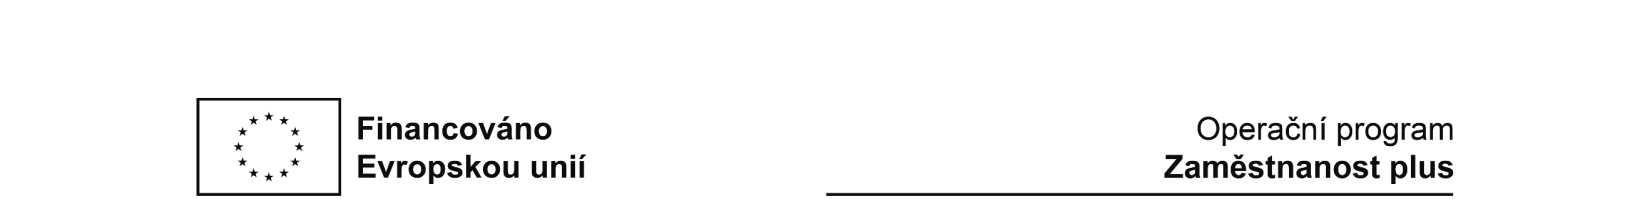 Financováno
Evropskou unií
Operační program
Zaměstnanost plus